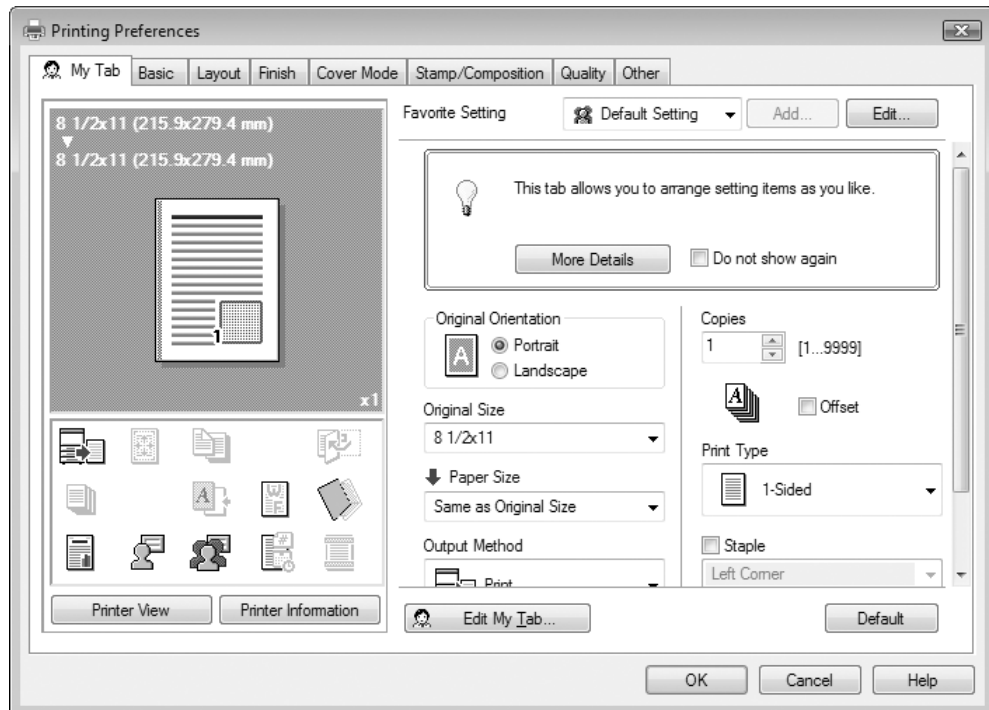 Printing Preferences
My Tab Basic Layout Finish Cover Mode Stamp/Composition Quality Other
8 1/2x11 (215.9x279.4 mm)
8 1/2x11 (215.9x279.4 mm)
1
x1
Printer View Printer Information
Favorite Setting Default Setting Add... Edit...
This tab allows you to arrange setting items as you like.
More Details Do not show again
Original Orientation
A
Portrait
Landscape
Original Size
8 1/2x11
Paper Size
Same as Original Size
Output Method
Print
Copies
1 [1...9999]
A Offset
Print Type
1-Sided
Staple
Left Corner
Edit My Tab... Default
OK Cancel Help